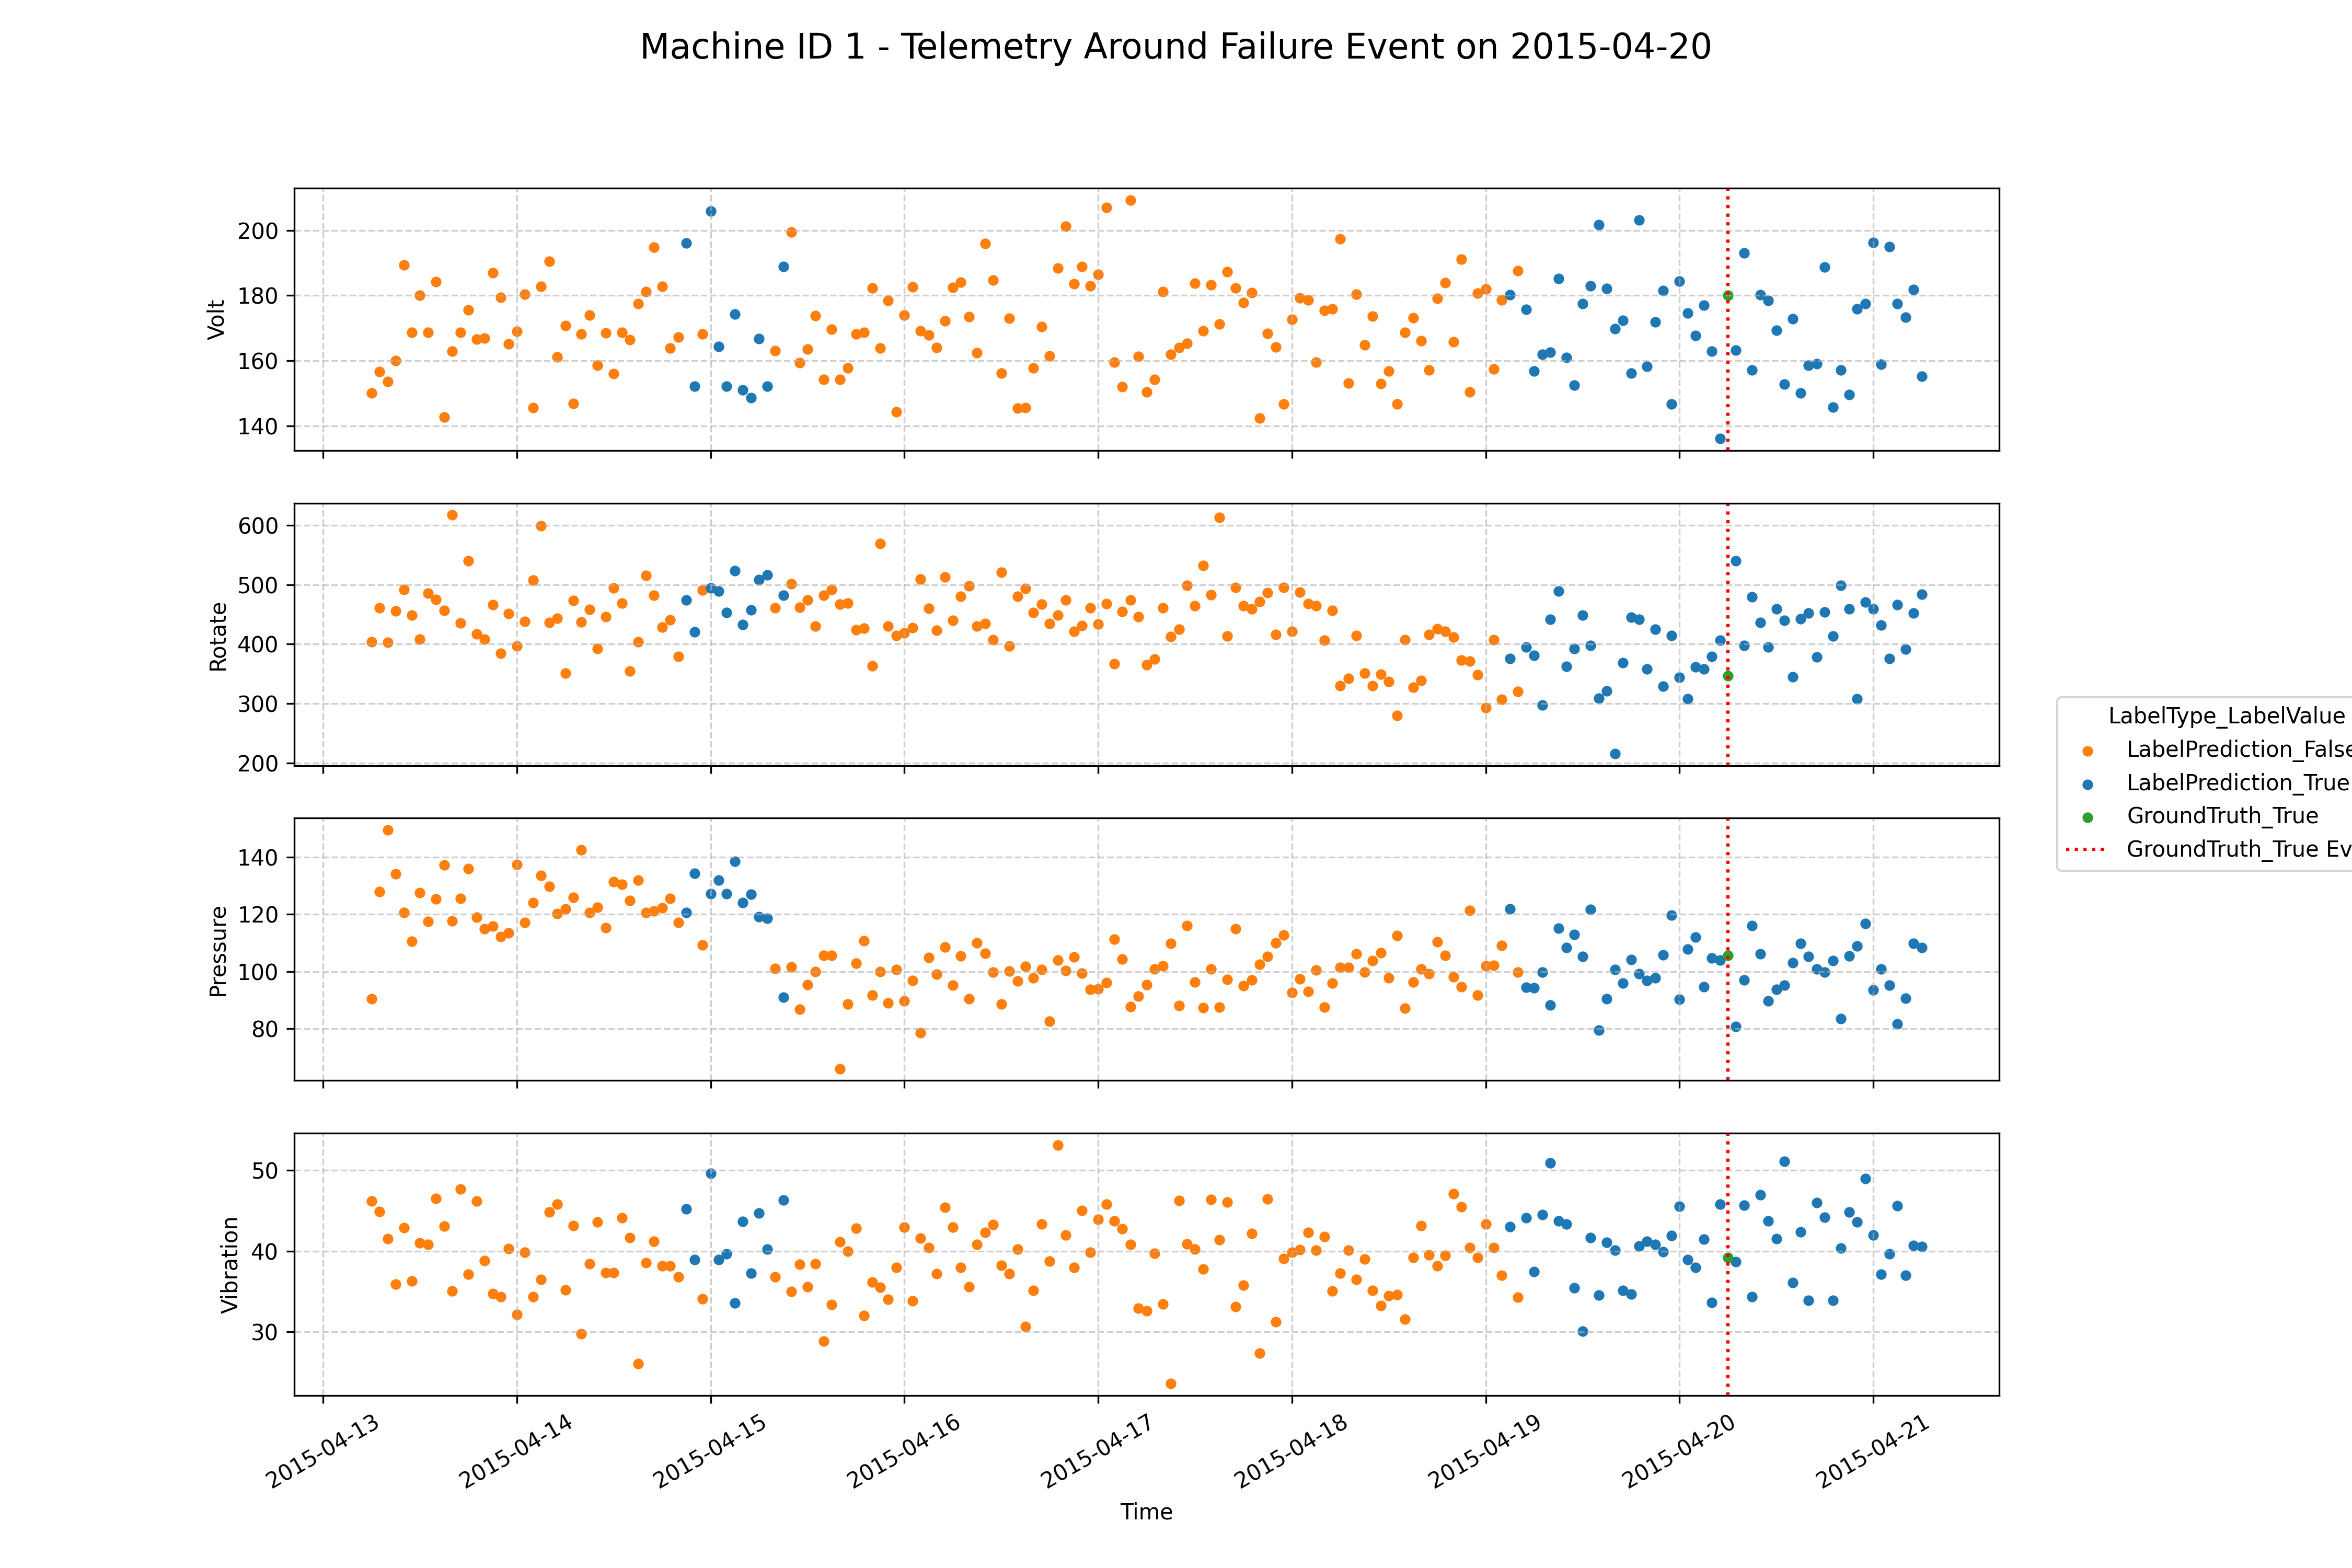 Machine ID 1 - Telemetry Around Failure Event on 2015-04-20
Volt
200
180
160
140
Rotate
600
500
400
300
200
Pressure
140
120
100
80
Vibration
50
40
30
2015-04-13
2015-04-14
2015-04-15
2015-04-16
2015-04-17
2015-04-18
2015-04-19
2015-04-20
2015-04-21
Time
LabelType_LabelValue
LabelPrediction_False
LabelPrediction_True
GroundTruth_True
GroundTruth_True Ev